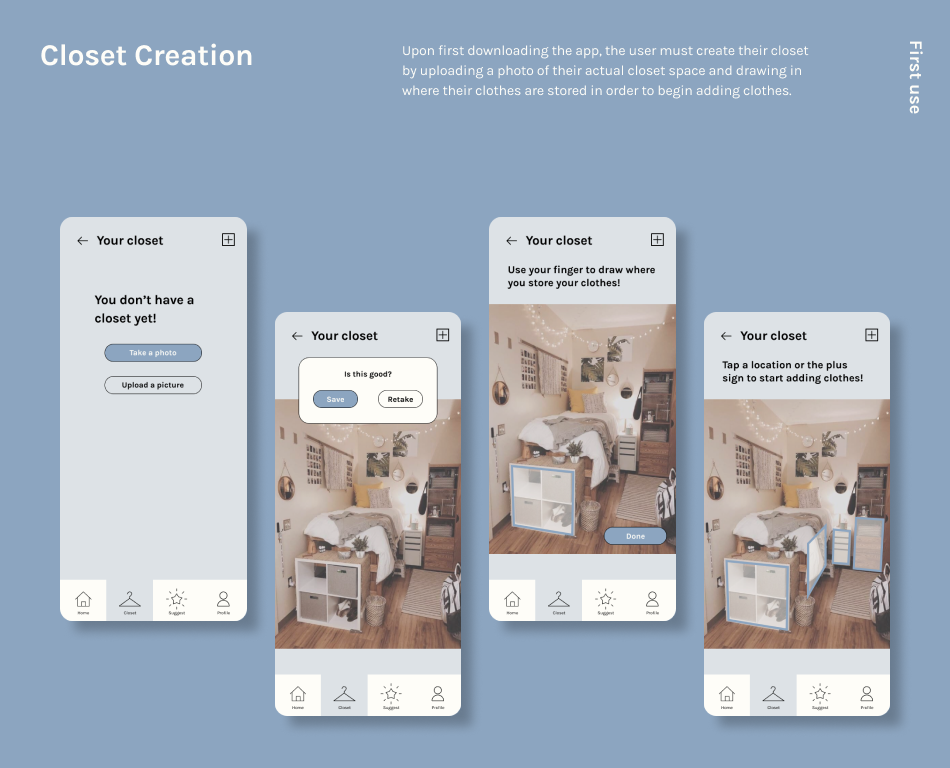 Closet Creation
Upon first downloading the app, the user must create their closet
by uploading a photo of their actual closet space and drawing in
where their clothes are stored in order to begin adding clothes.
First use
Your closet
You don't have a
closet yet!
Take a photo
Upload a picture
Home
Closet
Suggest
Profile
Your closet
Is this good?
Save
Retake
Home
Closet
Suggest
Profile
Your closet
Use your finger to draw where
you store your clothes!
Done
Home
Closet
Suggest
Profile
Your closet
Tap a location or the plus
sign to start adding clothes!
Home
Closet
Suggest
Profile